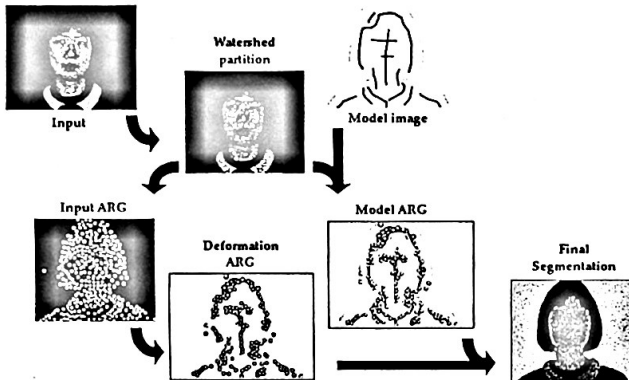 Watershed
partition
Input
Model image
Input ARG
Model ARG
Deformation
ARG
Final
Segmentation